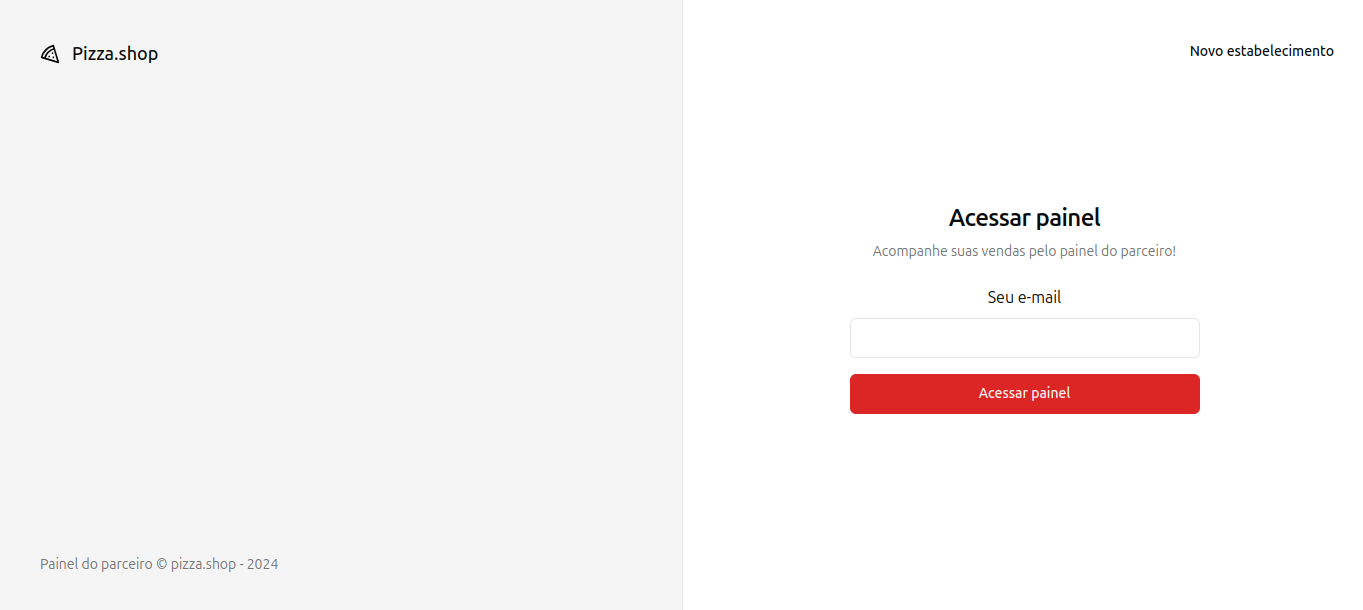 Pizza.shop
Novo estabelecimento
Acessar painel
Acompanhe suas vendas pelo painel do parceiro!
Seu e-mail
Acessar painel
Painel do parceiro © pizza.shop - 2024